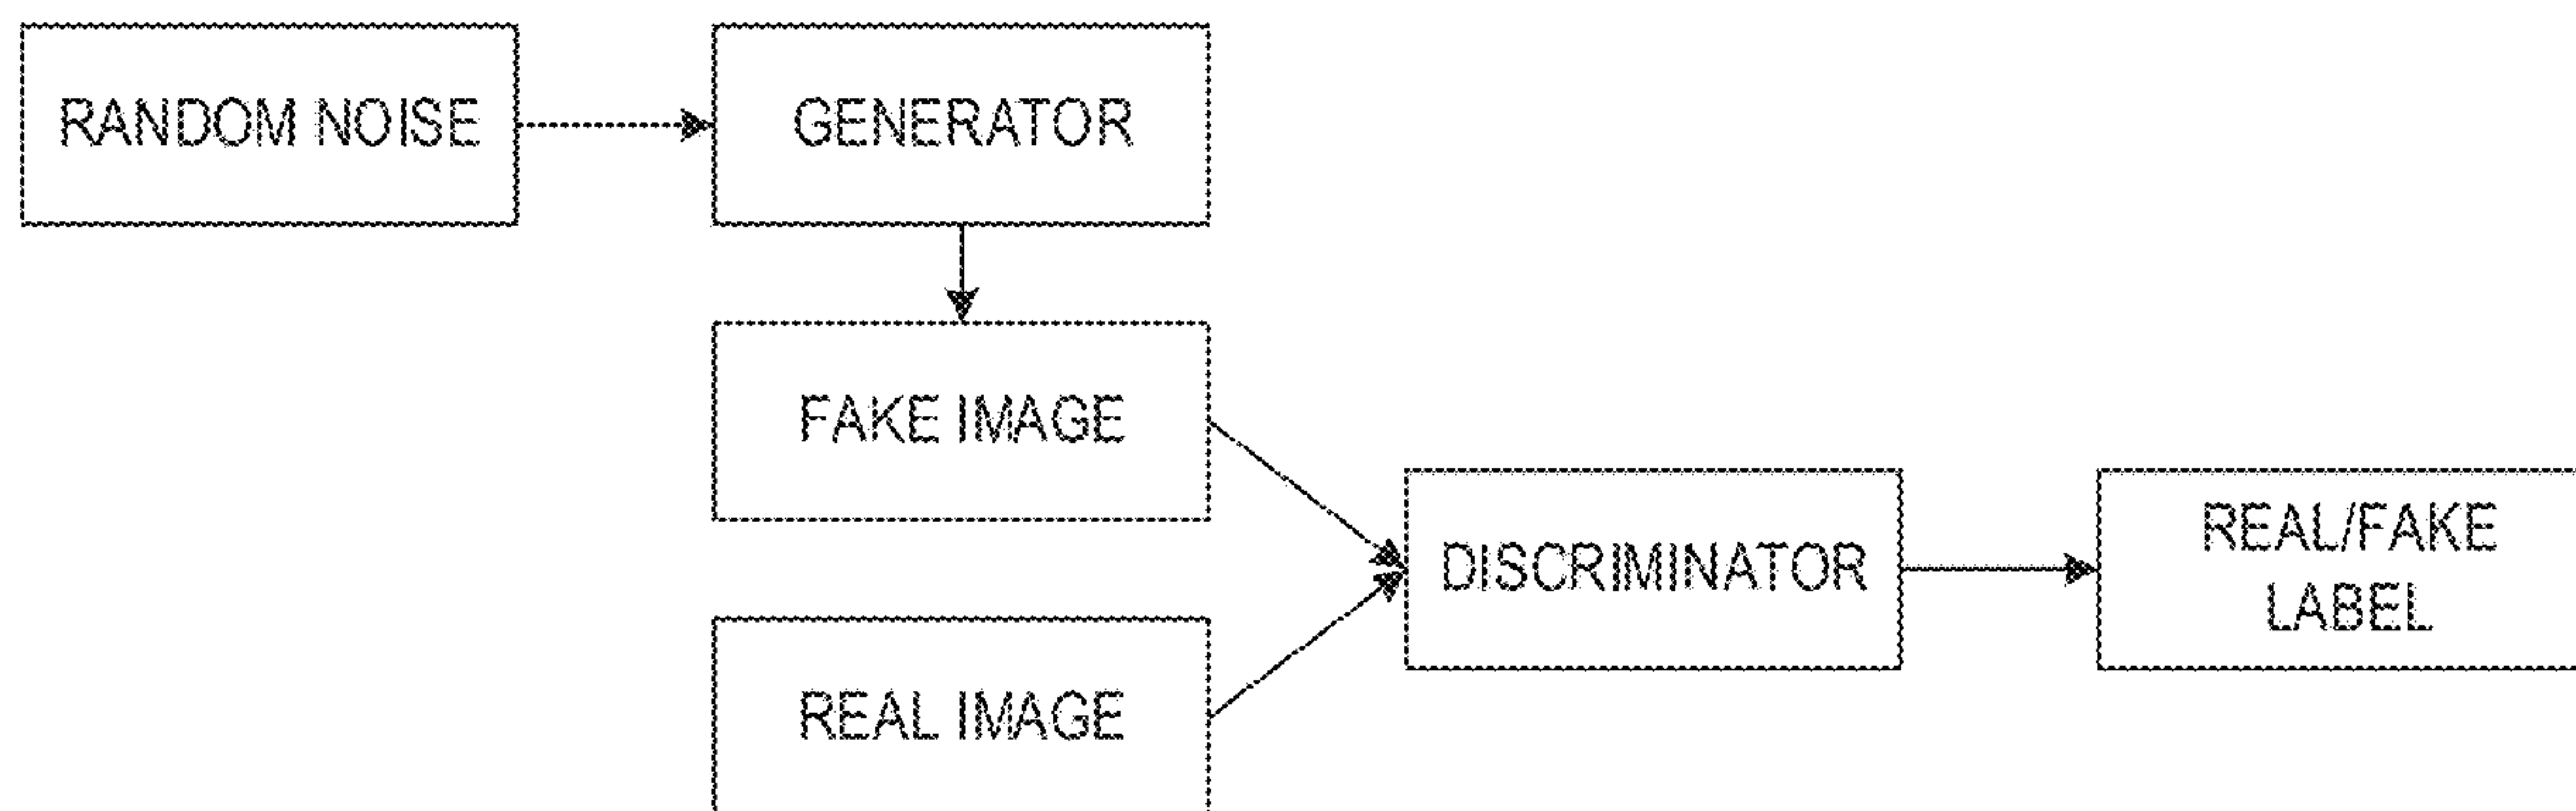 RANDOM NOISE
GENERATOR
FAKE IMAGE
REAL IMAGE
DISCRIMINATOR
REAL/FAKE
LABEL